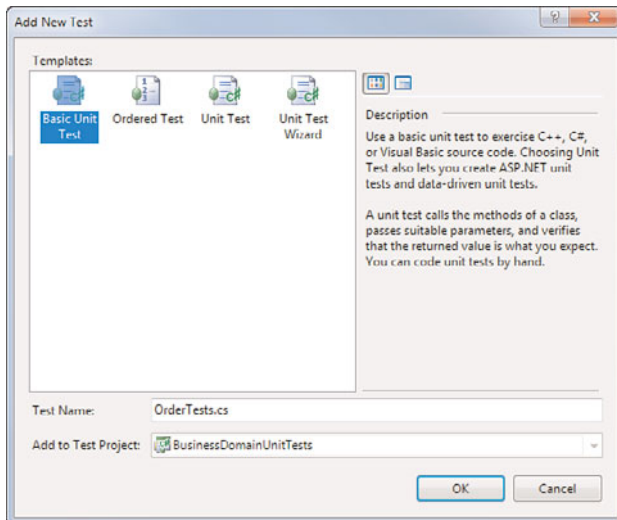 Add New Test
Templates:
Basic Unit
Test
Ordered Test
Unit Test
Unit Test
Wizard
Description
Use a basic unit test to exercise C++, C#,
or Visual Basic source code. Choosing Unit
Test also lets you create ASP.NET unit
tests and data-driven unit tests.
A unit test calls the methods of a class,
passes suitable parameters, and verifies
that the returned value is what you expect.
You can code unit tests by hand.
Test Name:
OrderTests.cs
Add to Test Project:
BusinessDomainUnitTests
OK
Cancel